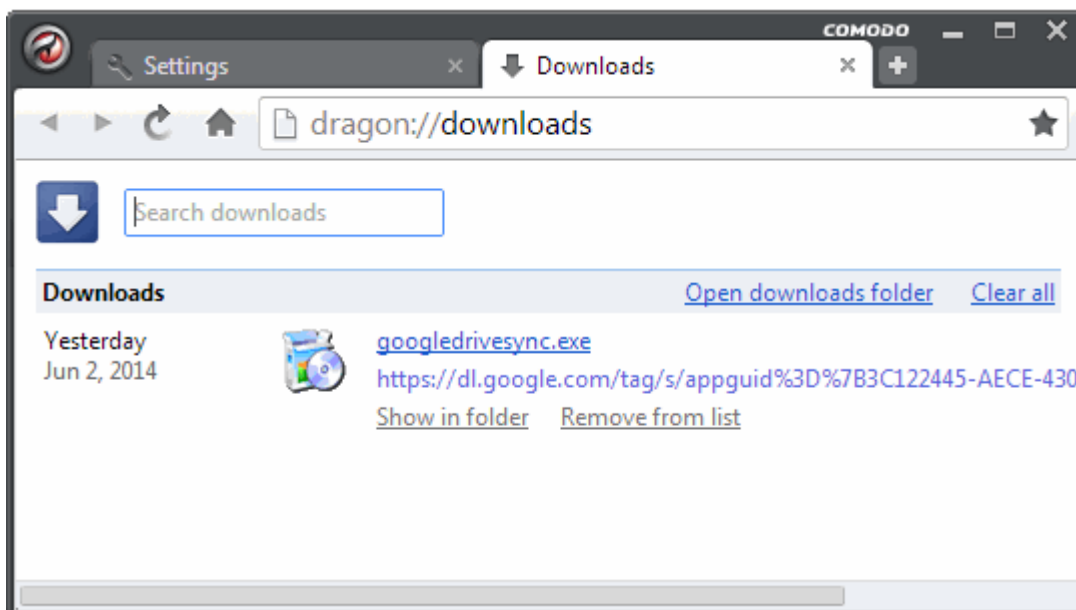 COMODO
Settings Downloads
dragon://downloads
Search downloads
Downloads Open downloads folder Clear all
Yesterday googledrivesync.exe
Jun 2, 2014 https://dl.google.com/tag/s/appguid%3D%7B3C122445-AECE-430
Show in folder Remove from list